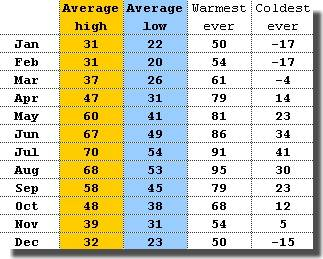 Average Average Warmest Coldest
high low ever ever
Jan 31 22 50 -17
Feb 31 20 54 -17
Mar 37 26 61 -4
Apr 47 31 79 14
May 60 41 81 23
Jun 67 49 86 34
Jul 70 54 91 41
Aug 68 53 95 30
Sep 58 45 79 23
Oct 48 38 68 12
Nov 39 31 54 5
Dec 32 23 50 -15